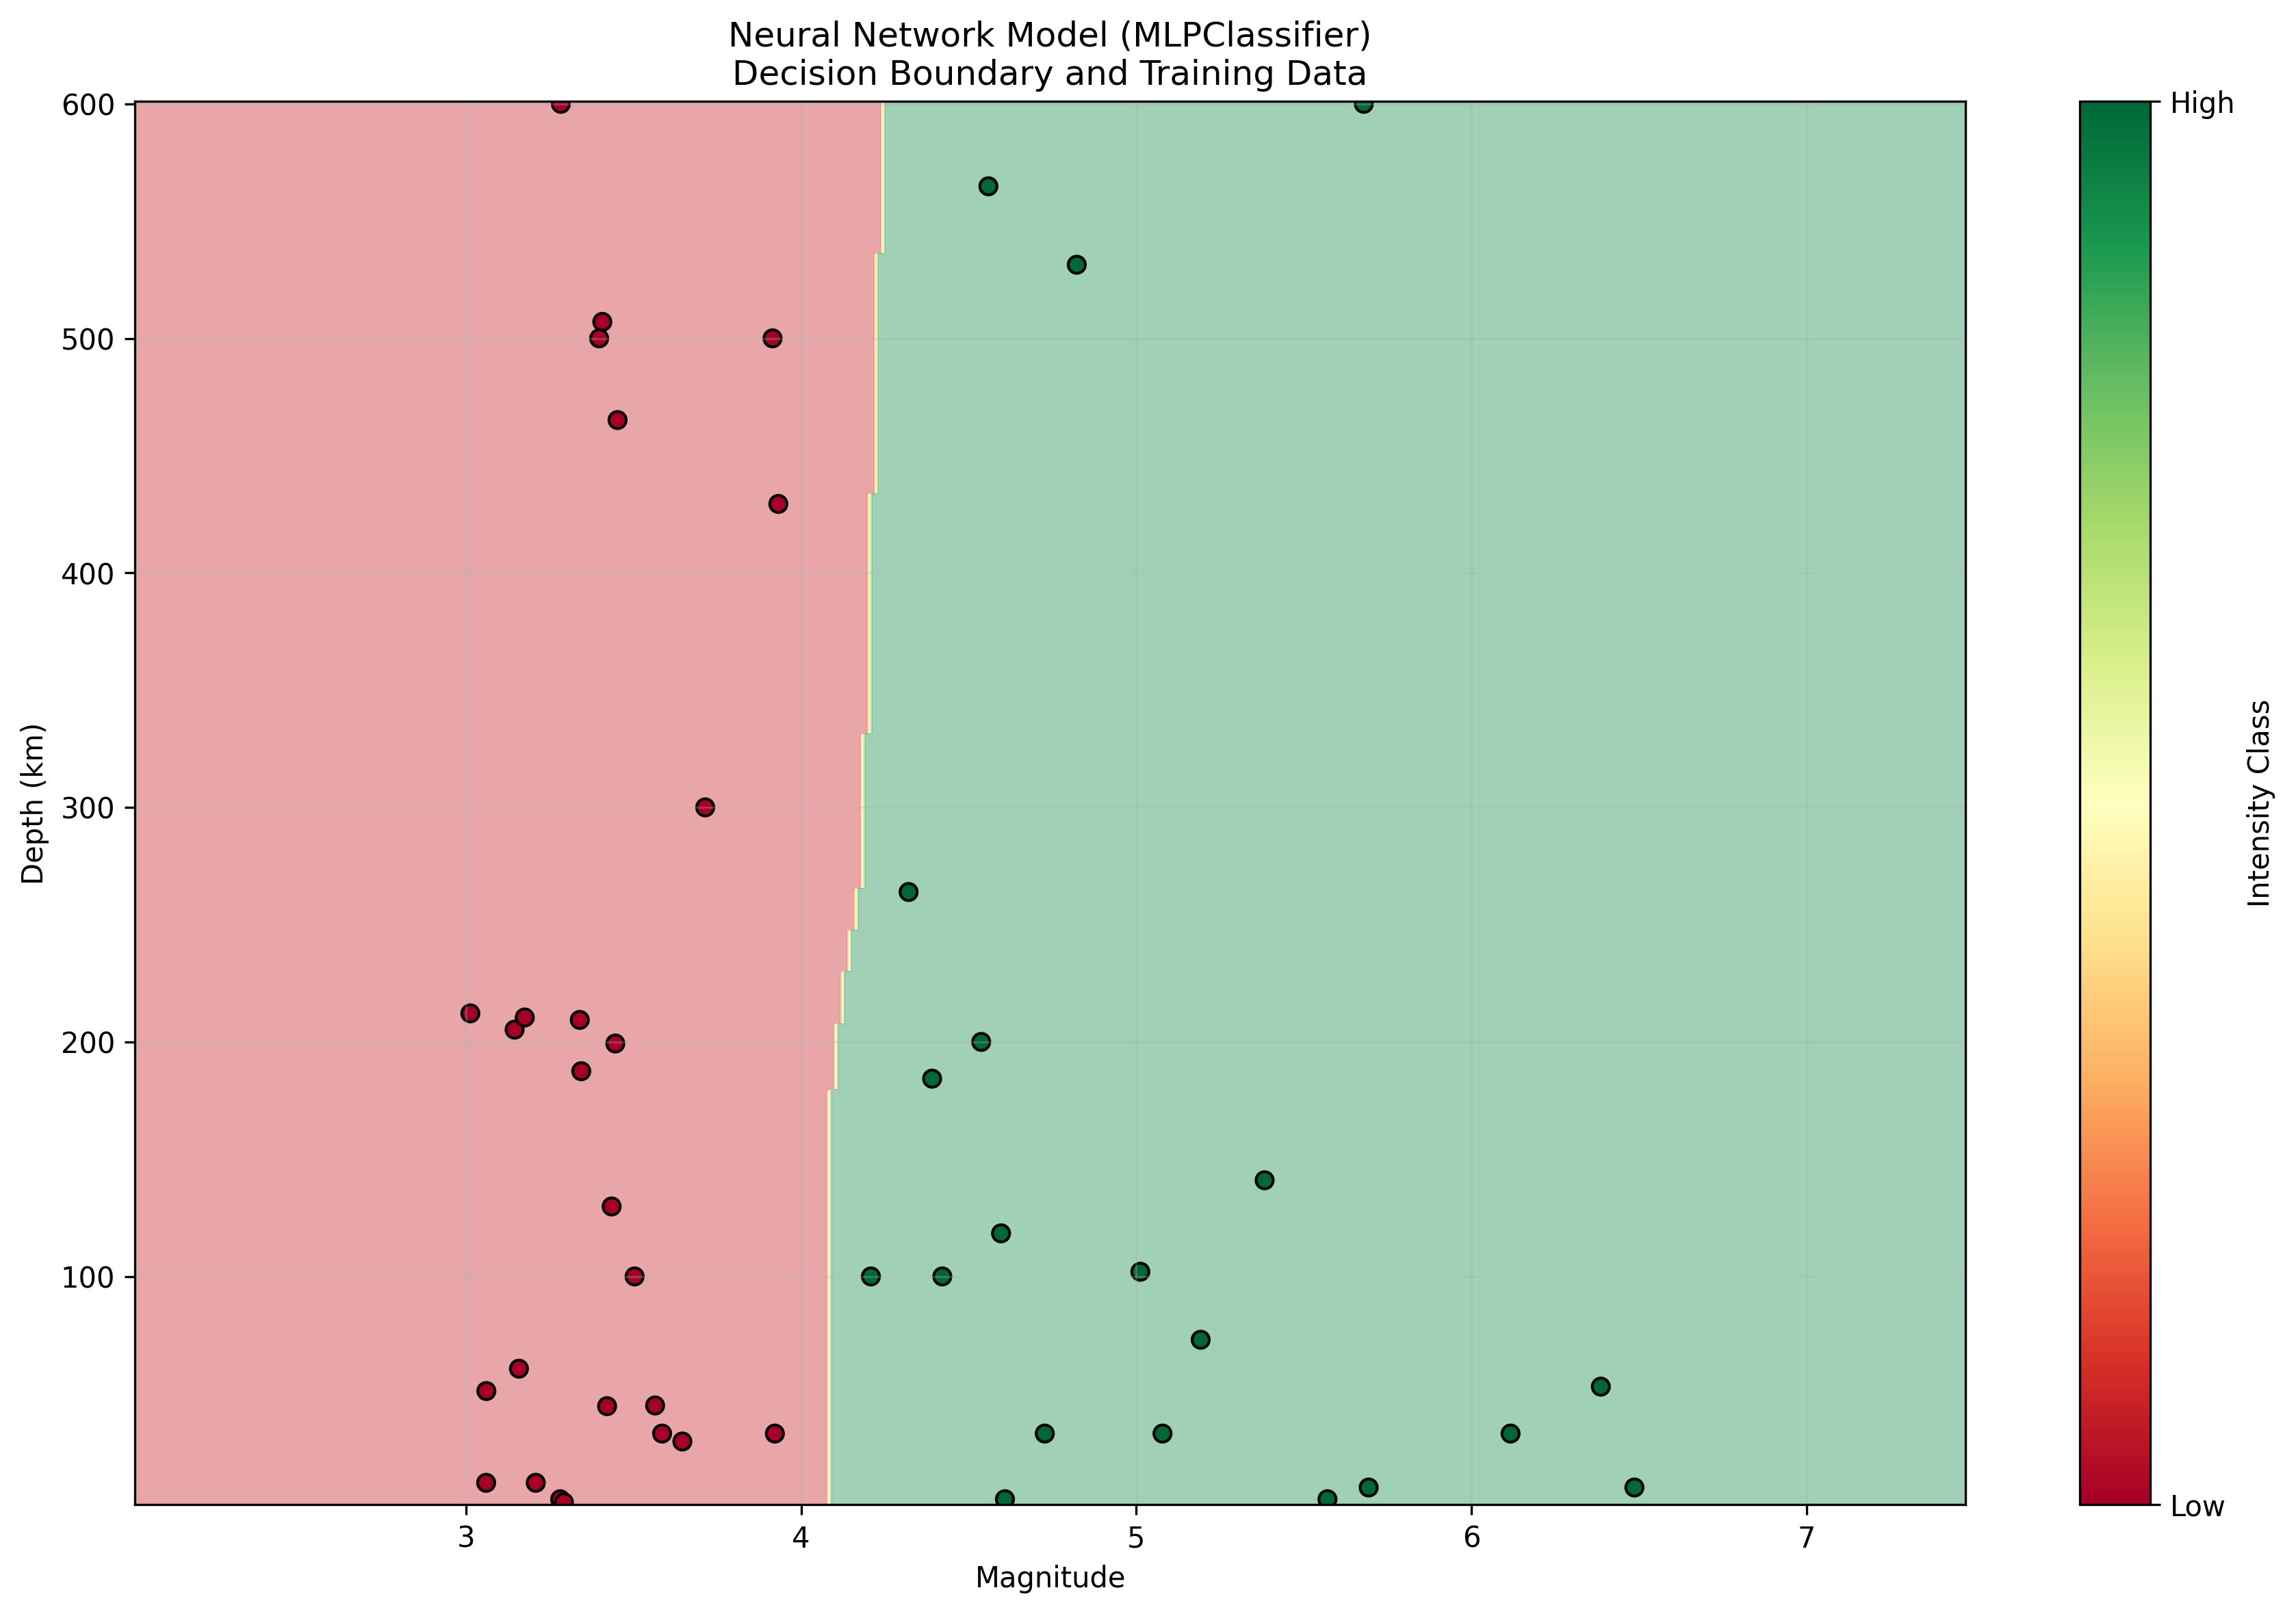 Neural Network Model (MLPClassifier)
Decision Boundary and Training Data
600
500
400
300
200
100
Depth (km)
3
4
5
6
7
Magnitude
High
Low
Intensity Class